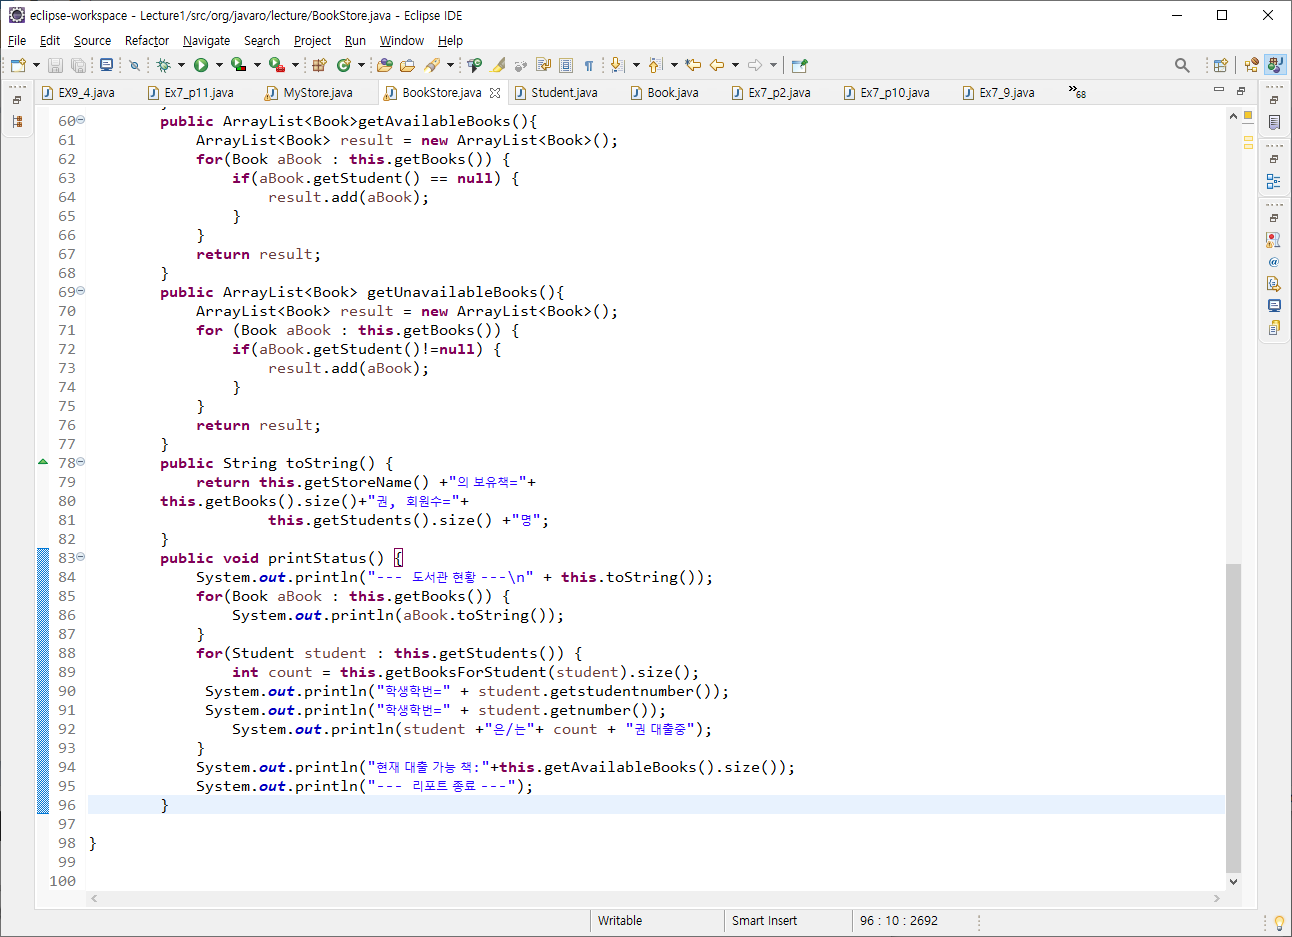 eclipse-workspace - Lecture1/src/org/javaro/lecture/BookStore.java - Eclipse IDE
File Edit Source Refactor Navigate Search Project Run Window Help
EX9_4.java Ex7_p11.java MyStore.java BookStore.java Student.java Book.java Ex7_p2.java Ex7_p10.java Ex7_9.java »68
60 public ArrayList<Book>getAvailableBooks(){
61 ArrayList<Book> result = new ArrayList<Book>();
62 for(Book aBook : this.getBooks()) {
63 if(aBook.getStudent() == null) {
64 result.add(aBook);
65 }
66 }
67 return result;
68 }
69 public ArrayList<Book> getUnavailableBooks(){
70 ArrayList<Book> result = new ArrayList<Book>();
71 for (Book aBook : this.getBooks()) {
72 if(aBook.getStudent()!=null) {
73 result.add(aBook);
74 }
75 }
76 return result;
77 }
78 public String toString() {
79 return this.getStoreName() +"의 보유책="+
80 this.getBooks().size()+"권, 회원수="+
81 this.getStudents().size() +"명";
82 }
83 public void printStatus() {
84 System.out.println("--- 도서관 현황 ---\n" + this.toString());
85 for(Book aBook : this.getBooks()) {
86 System.out.println(aBook.toString());
87 }
88 for(Student student : this.getStudents()) {
89 int count = this.getBooksForStudent(student).size();
90 System.out.println("학생학번=" + student.getstudentnumber());
91 System.out.println("학생학번=" + student.getnumber());
92 System.out.println(student +"은/는"+ count + "권 대출중");
93 }
94 System.out.println("현재 대출 가능 책:"+this.getAvailableBooks().size());
95 System.out.println("--- 리포트 종료 ---");
96 }
97
98 }
99
100
Writable Smart Insert 96 : 10 : 2692